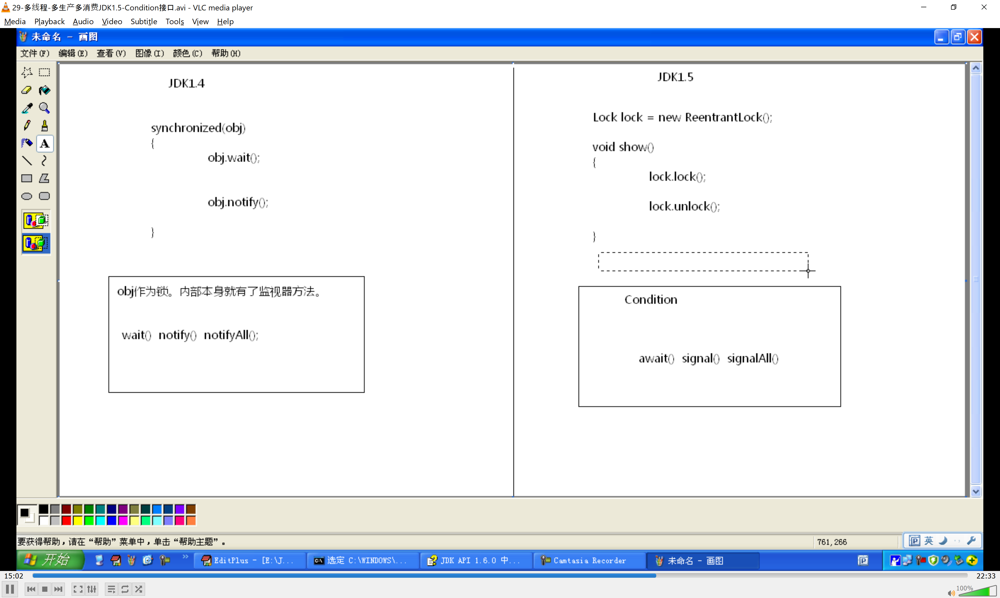 29-多线程-多生产多消费JDK1.5-Condition接口.avi - VLC media player
Media Playback Audio Video Subtitle Tools View Help
未命名 - 画图
文件(F) 编辑(E) 查看(V) 图像(I) 颜色(C) 帮助(H)
A
JDK1.4
synchronized(obj)
{
obj.wait();
obj.notify();
}
obj作为锁。内部本身就有了监视器方法。
wait() notify() notifyAll();
JDK1.5
Lock lock = new ReentrantLock();
void show()
{
lock.lock();
lock.unlock();
}
Condition
await() signal() signalAll()
要获得帮助，请在“帮助”菜单中，单击“帮助主题”。
761,266
英
开始
EditPlus - [E:\J...
选定 C:\WINDOWS\...
JDK API 1.6.0 中...
Camtasia Recorder
未命名 - 画图
15:02
22:33
100%